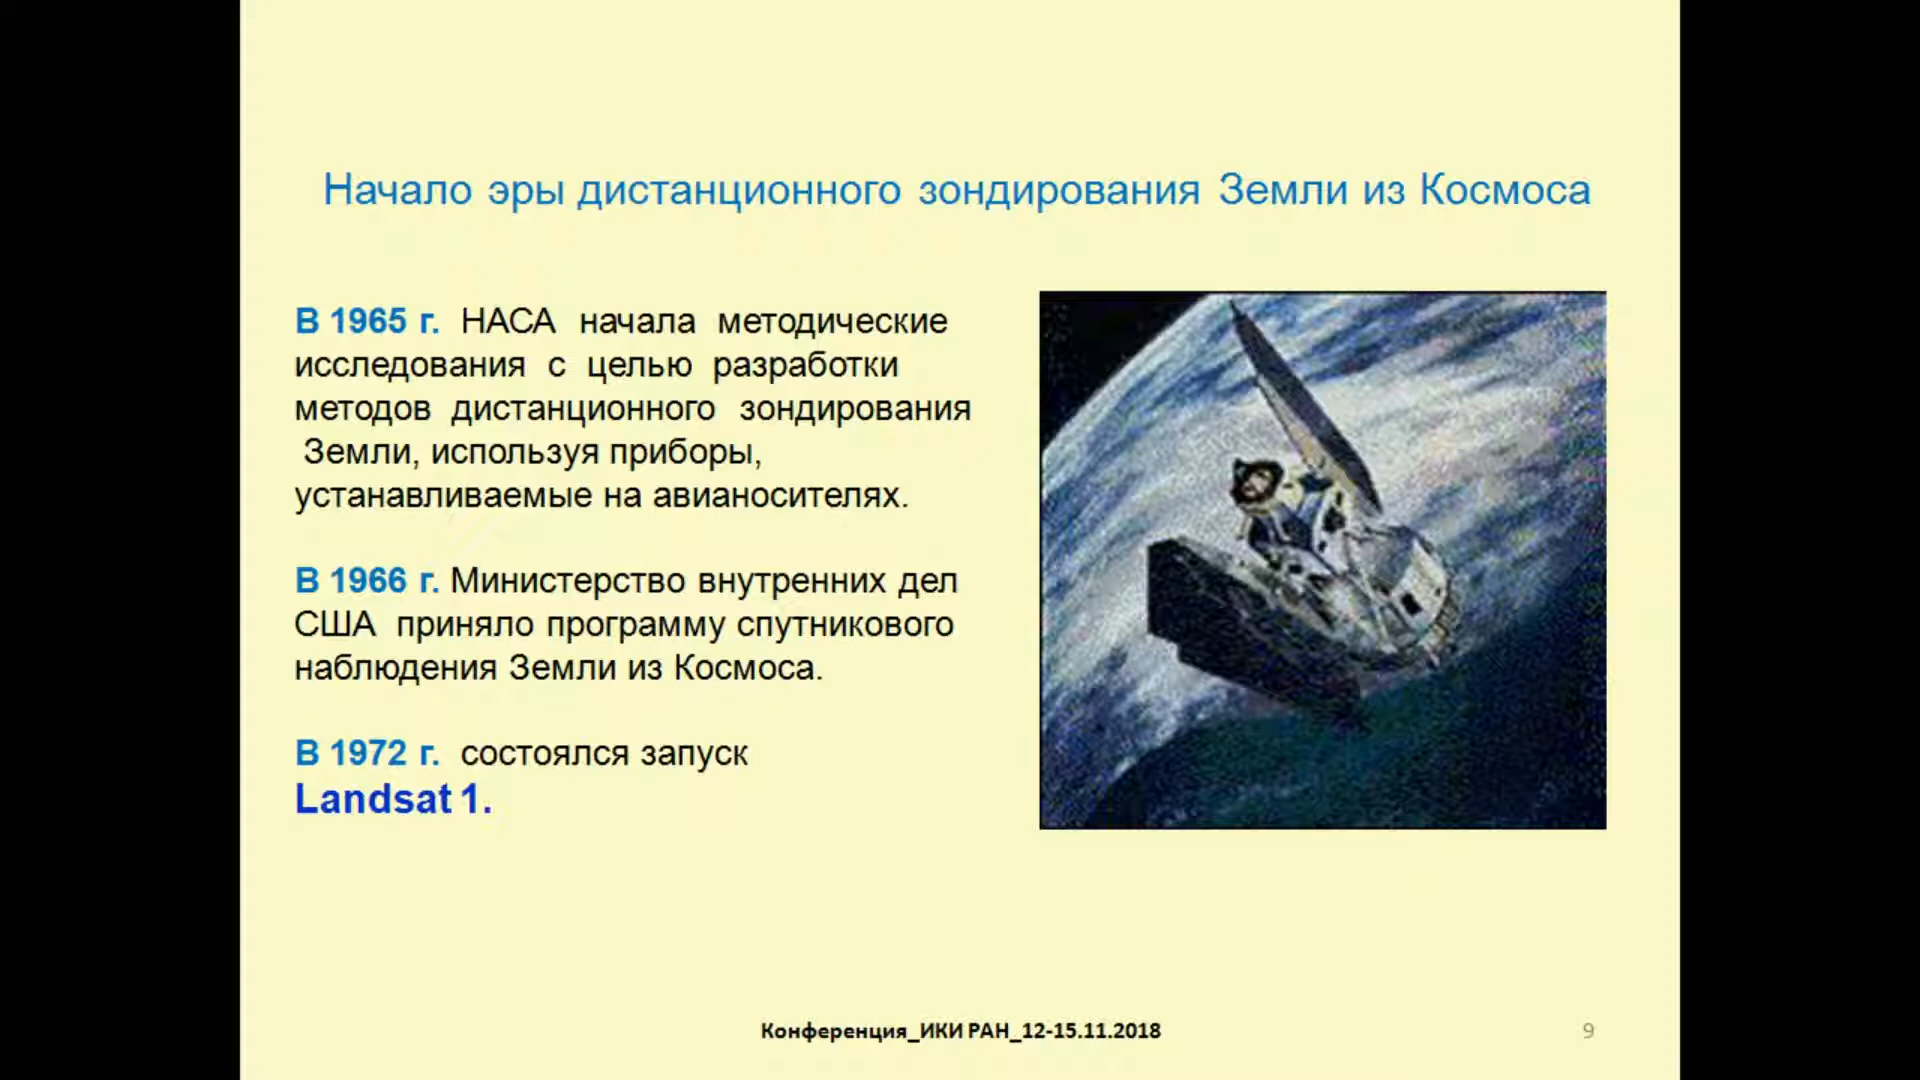 Начало эры дистанционного зондирования Земли из Космоса
В 1965 г. НАСА начала методические
исследования с целью разработки
методов дистанционного зондирования
Земли, используя приборы,
устанавливаемые на авианосителях.
В 1966 г. Министерство внутренних дел
США приняло программу спутникового
наблюдения Земли из Космоса.
В 1972 г. состоялся запуск
Landsat 1.
Конференция_ИКИ РАН_12-15.11.2018
9